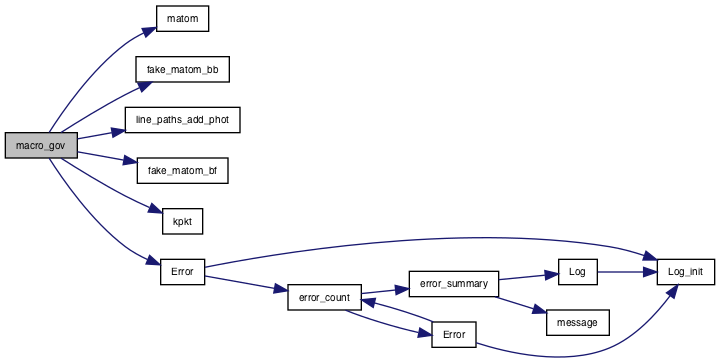 matom
fake_matom_bb
line_paths_add_phot
macro_gov
fake_matom_bf
kpkt
Error
Log
Log_init
error_summary
error_count
message
Error